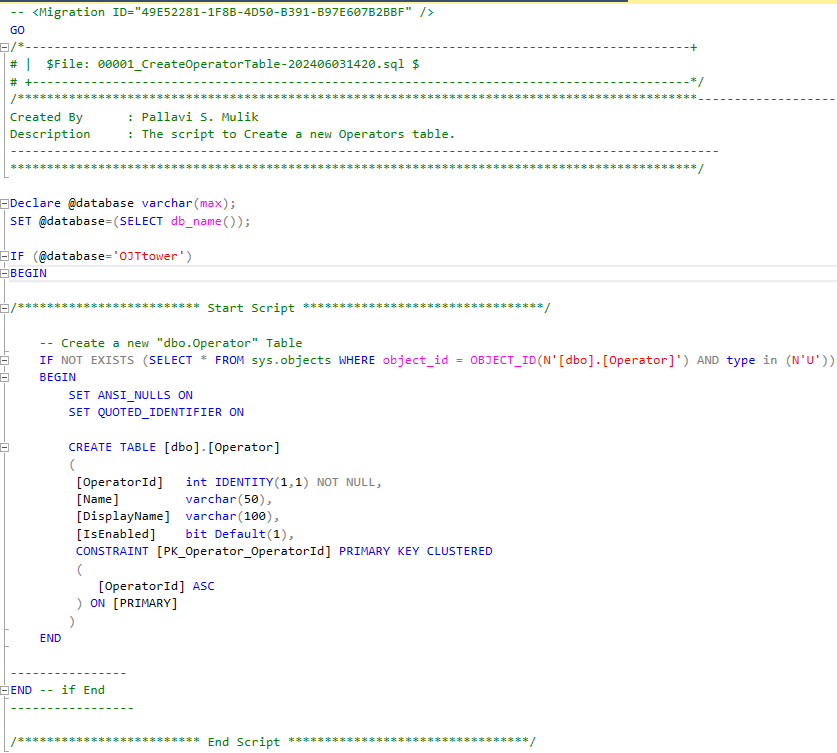 -- <Migration ID="49E52281-1F8B-4D50-B391-B97E607B2BBF" />
GO
/*-------------------------------------------------------------------------------------------+
# |  $File: 00001_CreateOperatorTable-202406031420.sql $
# +------------------------------------------------------------------------------------------*/
/*********************************************************************************************-------------------
Created By      : Pallavi S. Mulik
Description     : The script to Create a new Operators table.
-------------------------------------------------------------------------------------------------
**********************************************************************************************/
Declare @database varchar(max);
SET @database=(SELECT db_name());
IF (@database='OJTtower')
BEGIN
/************************* Start Script *********************************/
-- Create a new "dbo.Operator" Table
IF NOT EXISTS (SELECT * FROM sys.objects WHERE object_id = OBJECT_ID(N'[dbo].[Operator]') AND type in (N'U'))
BEGIN
SET ANSI_NULLS ON
SET QUOTED_IDENTIFIER ON
CREATE TABLE [dbo].[Operator]
(
[OperatorId]   int IDENTITY(1,1) NOT NULL,
[Name]         varchar(50),
[DisplayName]  varchar(100),
[IsEnabled]    bit Default(1),
CONSTRAINT [PK_Operator_OperatorId] PRIMARY KEY CLUSTERED
(
[OperatorId] ASC
) ON [PRIMARY]
)
END
----------------
END -- if End
-----------------
/************************* End Script *********************************/